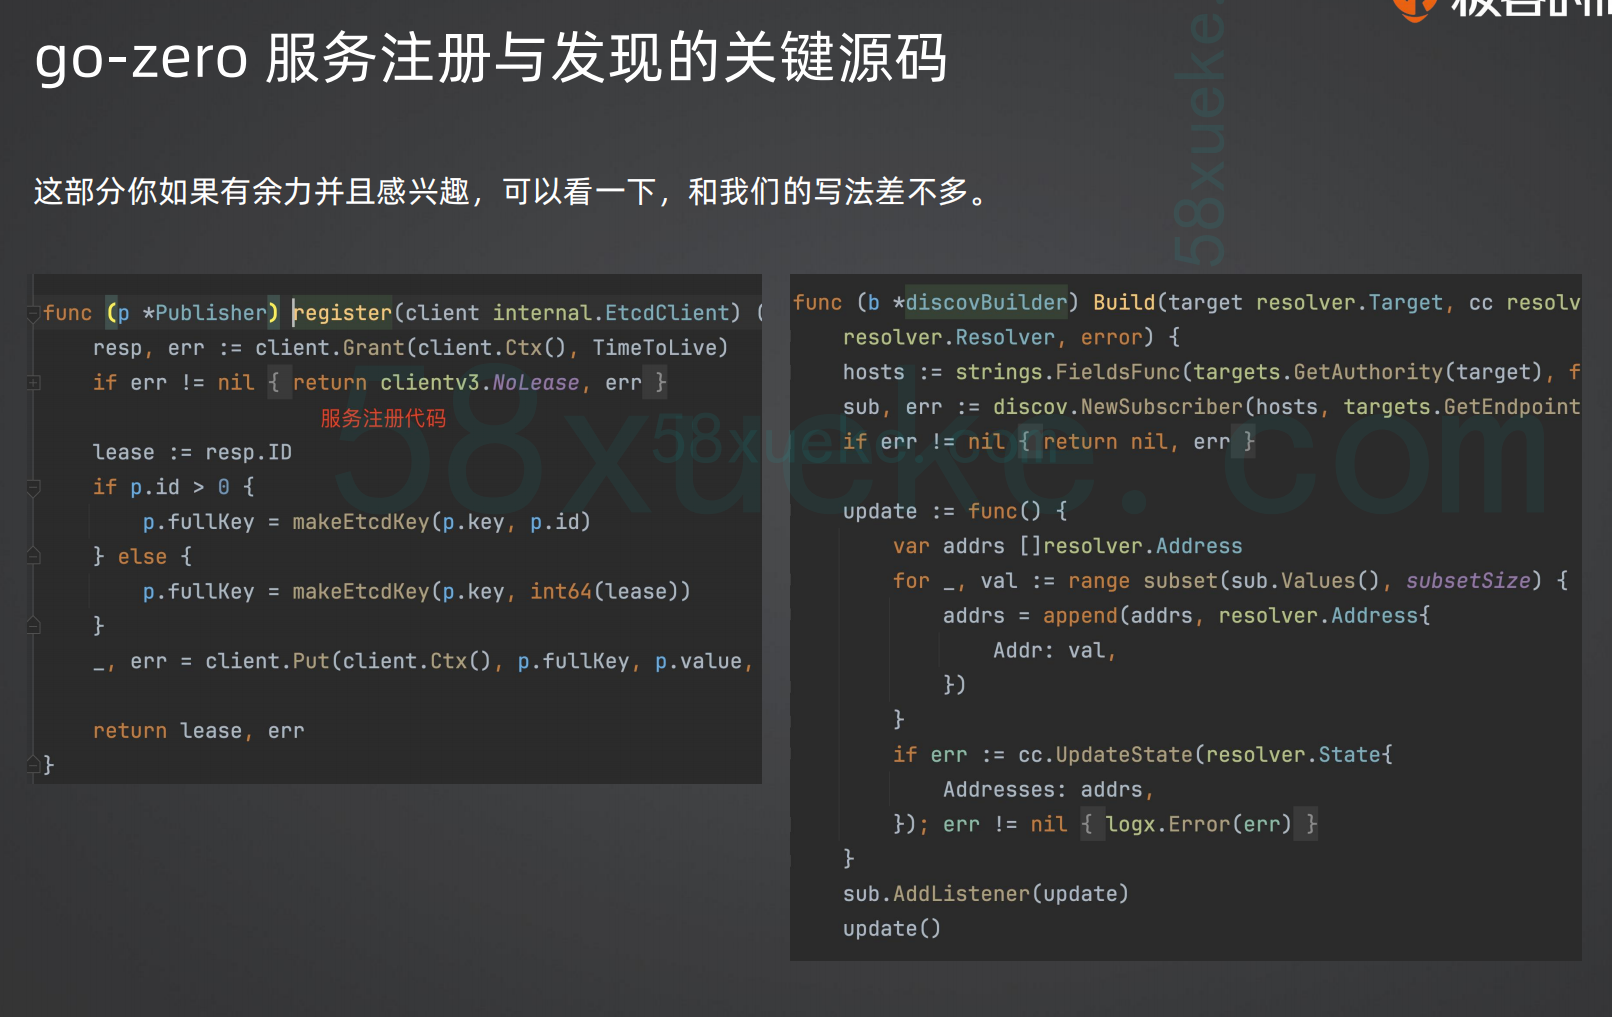 go-zero 服务注册与发现的关键源码
这部分你如果有余力并且感兴趣，可以看一下，和我们的写法差不多。
func (p *Publisher) register(client internal.EtcdClient) (
resp, err := client.Grant(client.Ctx(), TimeToLive)
if err != nil { return clientv3.NoLease, err }
服务注册代码
lease := resp.ID
if p.id > 0 {
p.fullKey = makeEtcdKey(p.key, p.id)
} else {
p.fullKey = makeEtcdKey(p.key, int64(lease))
}
_, err = client.Put(client.Ctx(), p.fullKey, p.value,
return lease, err
}
func (b *discovBuilder) Build(target resolver.Target, cc resolv
resolver.Resolver, error) {
hosts := strings.FieldsFunc(targets.GetAuthority(target), f
sub, err := discov.NewSubscriber(hosts, targets.GetEndpoint
if err != nil { return nil, err }
update := func() {
var addrs []resolver.Address
for _, val := range subset(sub.Values(), subsetSize) {
addrs = append(addrs, resolver.Address{
Addr: val,
})
}
if err := cc.UpdateState(resolver.State{
Addresses: addrs,
}); err != nil { logx.Error(err) }
}
sub.AddListener(update)
update()
58xueke.com
58xueke.com
58xueke.